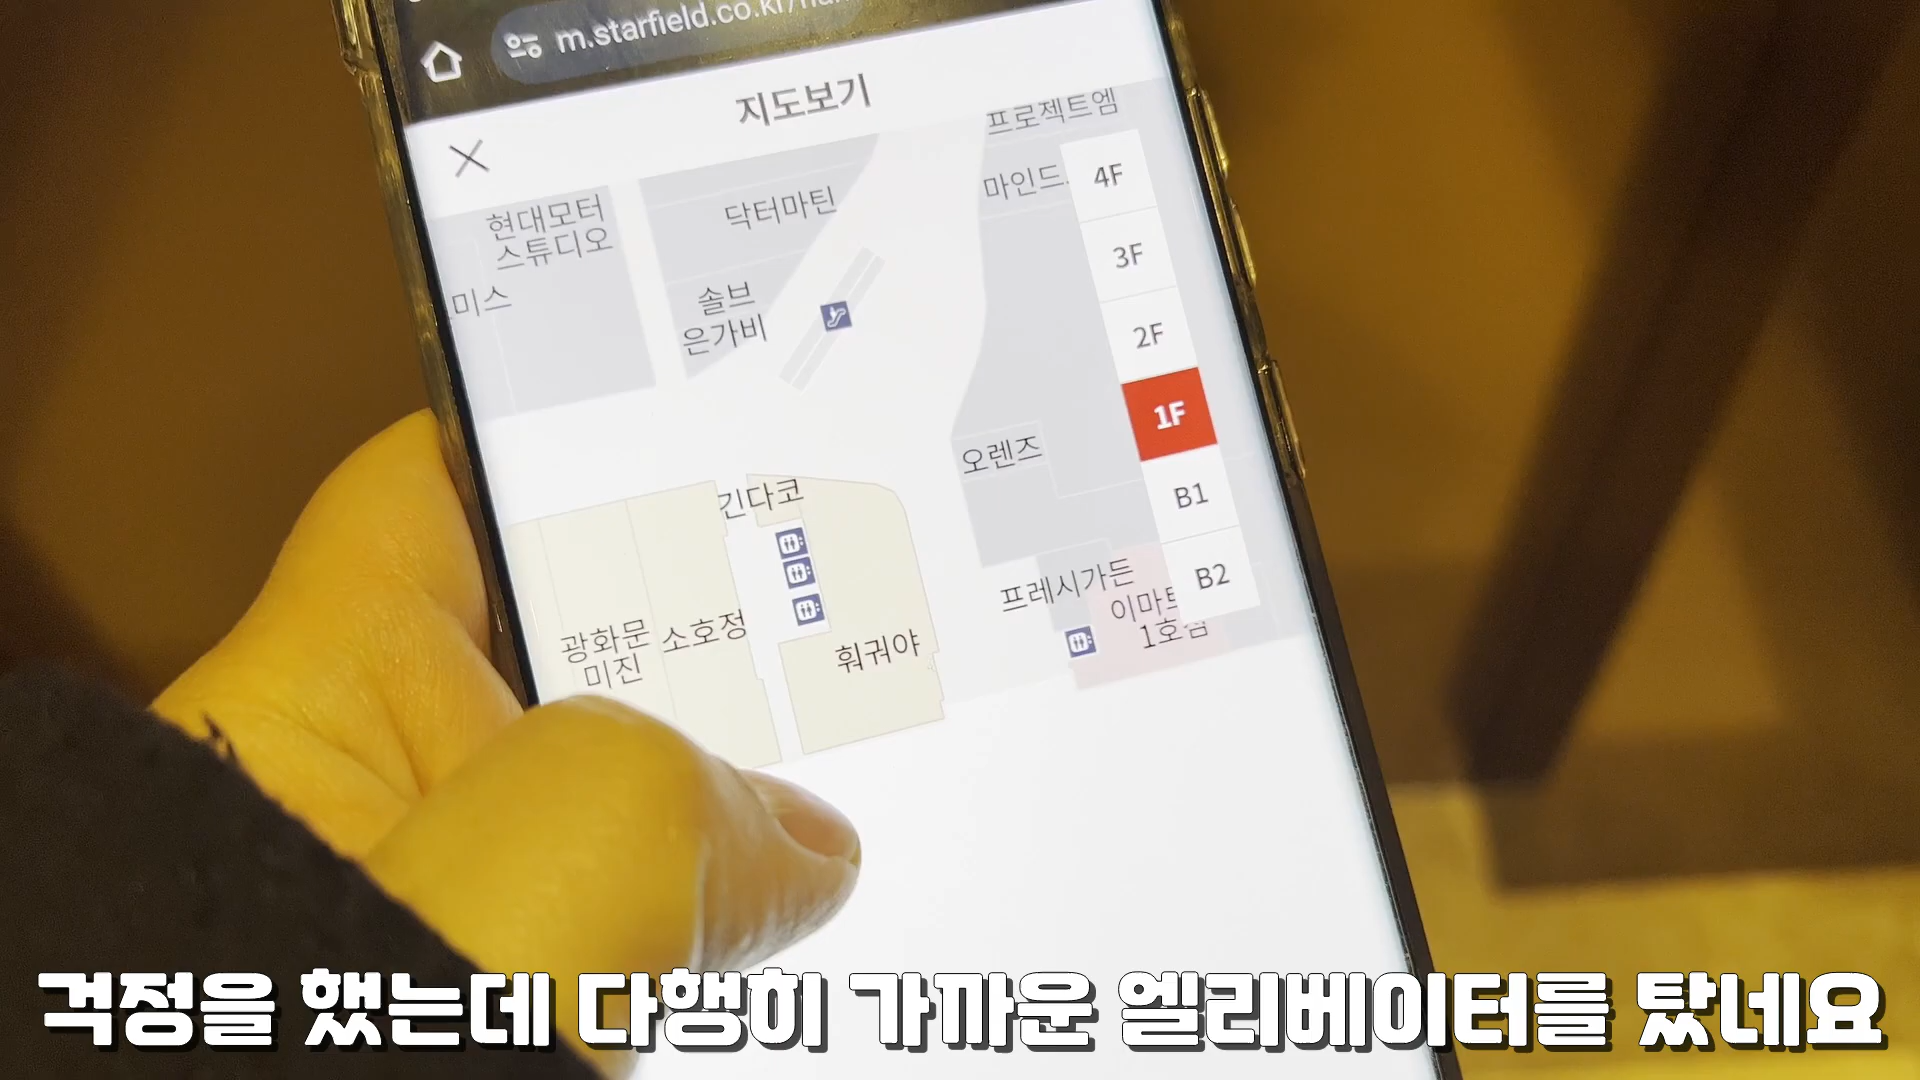 m.starfield.co.kr/
지도보기
프로젝트엠
마인드
4F
3F
2F
1F
B1
B2
현대모터
스튜디오
미스
닥터마틴
솔브
은가비
오렌즈
긴다코
광화문
미진
소호정
훠궈야
프레시가든
이마트
1호점
걱정을 했는데 다행히 가까운 엘리베이터를 탔네요